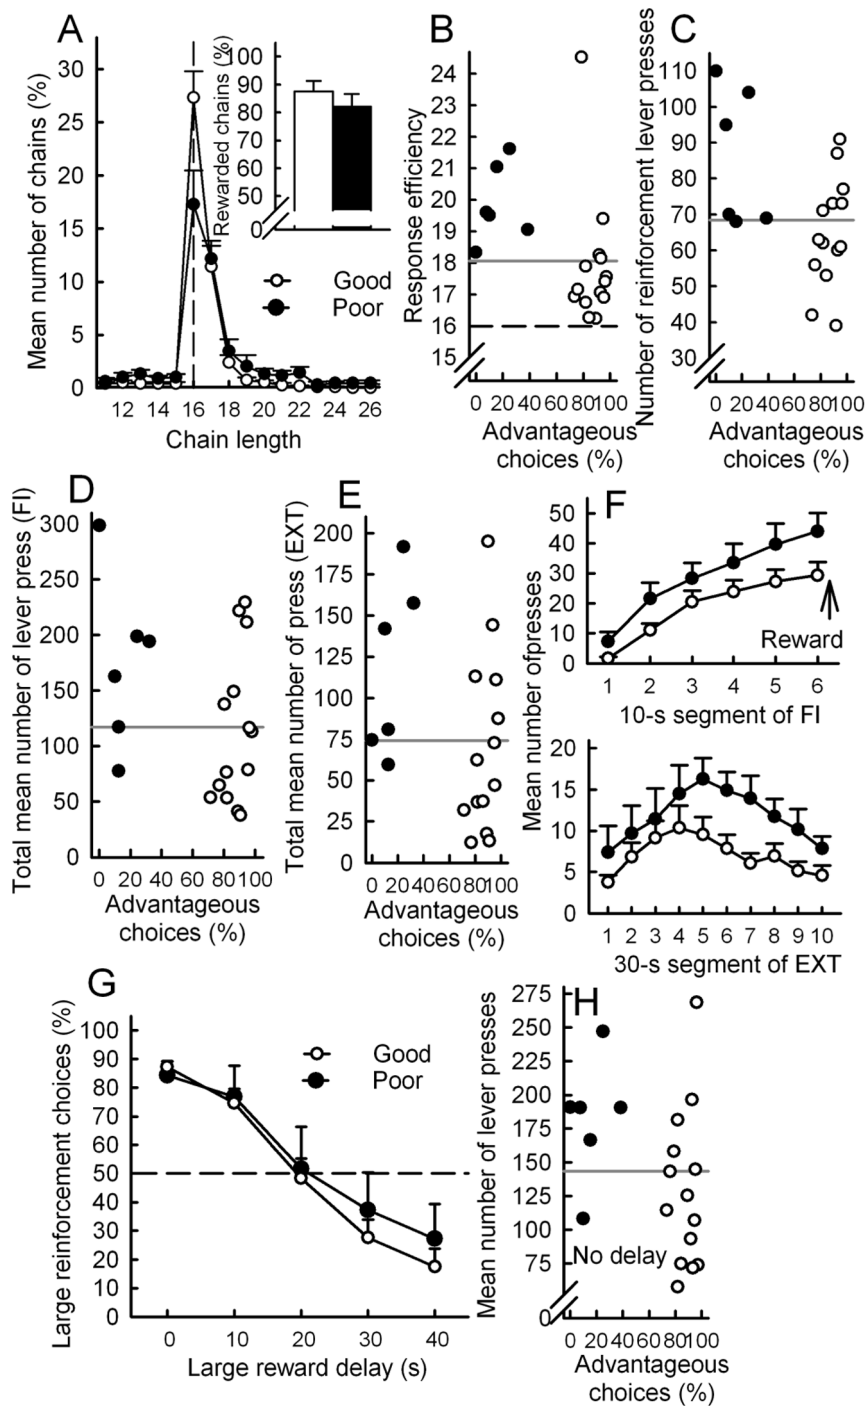 A
Mean number of chains (%)
30
25
20
15
10
5
0
12 14 16 18 20 22 24 26
Chain length
Rewarded chains (%)
100
90
80
70
60
50
0
Good
Poor
B
Response efficiency
24
23
22
21
20
19
18
17
16
15
0 20 40 60 80 100
Advantageous
choices (%)
C
Number of reinforcement lever presses
110
100
90
80
70
60
50
40
30
0 20 40 60 80 100
Advantageous
choices (%)
D
Total mean number of lever press (FI)
300
250
200
150
100
50
0
0 20 40 60 80 100
Advantageous
choices (%)
E
Total mean number of press (EXT)
200
175
150
125
100
75
50
25
0
0 20 40 60 80 100
Advantageous
choices (%)
F
Mean number ofpresses
50
40
30
20
10
0
Reward
1 2 3 4 5 6
10-s segment of FI
20
15
10
5
0
1 2 3 4 5 6 7 8 9 10
30-s segment of EXT
G
Large reinforcement choices (%)
100
90
80
70
60
50
40
30
20
10
0
Good
Poor
0 10 20 30 40
Large reward delay (s)
H
Mean number of lever presses
275
250
225
200
175
150
125
100
75
0
No delay
0 20 40 60 80 100
Advantageous
choices (%)